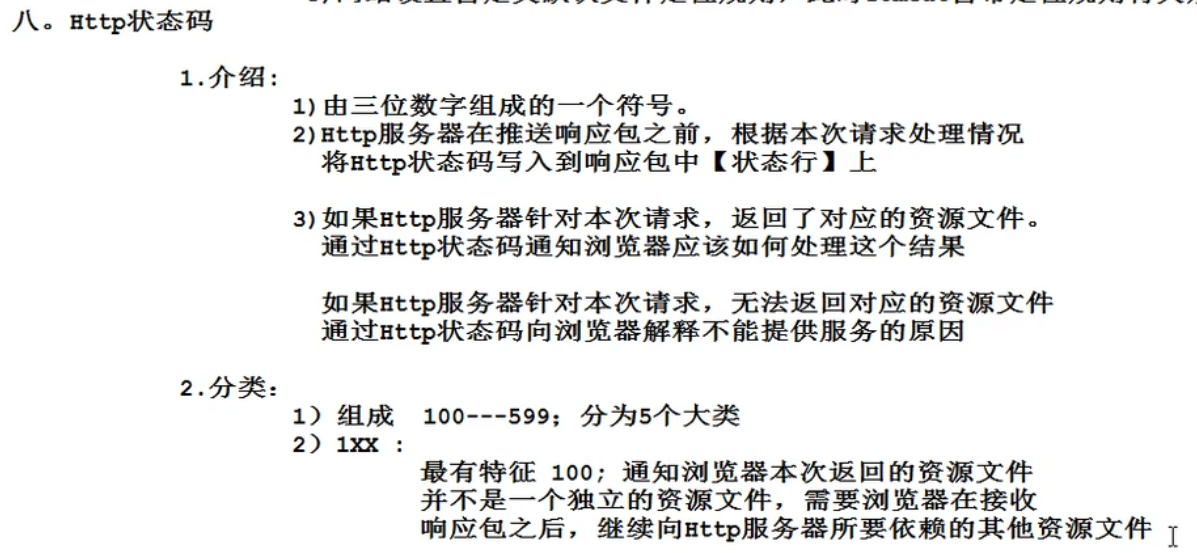 八。Http状态码
1.介绍:
1)由三位数字组成的一个符号。
2)Http服务器在推送响应包之前，根据本次请求处理情况
将Http状态码写入到响应包中【状态行】上
3)如果Http服务器针对本次请求，返回了对应的资源文件。
通过Http状态码通知浏览器应该如何处理这个结果
如果Http服务器针对本次请求，无法返回对应的资源文件
通过Http状态码向浏览器解释不能提供服务的原因
2.分类：
1）组成 100---599；分为5个大类
2）1XX :
最有特征 100; 通知浏览器本次返回的资源文件
并不是一个独立的资源文件，需要浏览器在接收
响应包之后，继续向Http服务器所要依赖的其他资源文件